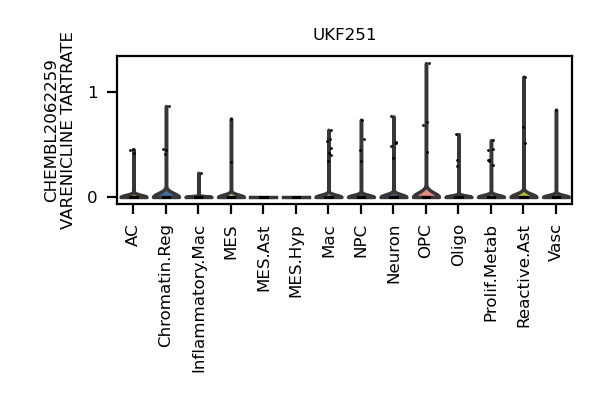 UKF251
CHEMBL2062259
VARENICLINE TARTRATE
1
0
AC
Chromatin.Reg
Inflammatory.Mac
MES
MES.Ast
MES.Hyp
Mac
NPC
Neuron
OPC
Oligo
Prolif.Metab
Reactive.Ast
Vasc